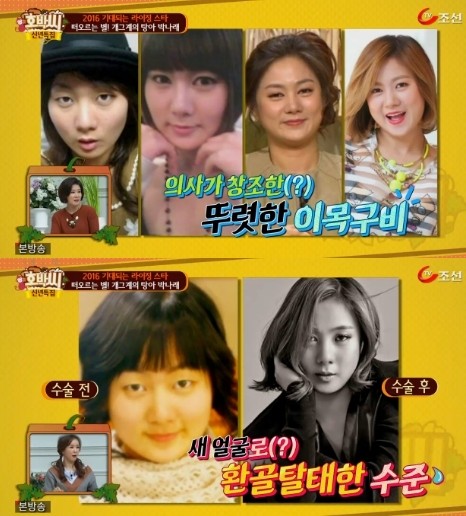 호박씨
신년특집
2016 기대되는 라이징 스타
떠오르는 별! 개그계의 탕아 박나래
TV조선
의사가 창조한(?)
뚜렷한 이목구비
본방송
호박씨
신년특집
2016 기대되는 라이징 스타
떠오르는 별! 개그계의 탕아 박나래
TV조선
수술 전
수술 후
새 얼굴로(?)
환골탈태한 수준
본방송